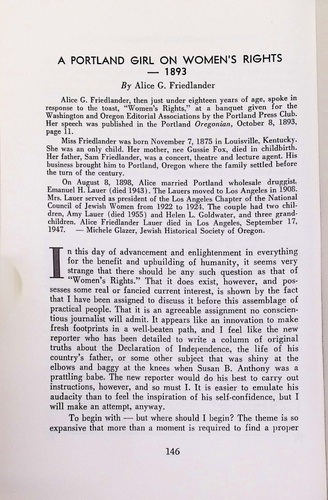 A PORTLAND GIRL ON WOMEN'S RIGHTS
— 1893
By Alice G. Friedlander
Alice G. Friedlander, then just under eighteen years of age, spoke in
response to the toast, "Women's Rights," at a banquet given for the
Washington and Oregon Editorial Associations by the Portland Press Club.
Her speech was published in the Portland Oregonian, October 8, 1893,
page 11.
Miss Friedlander was born November 7, 1875 in Louisville, Kentucky.
She was an only child. Her mother, nee Gussie Fox, died in childbirth.
Her father, Sam Friedlander, was a concert, theatre and lecture agent. His
business brought him to Portland, Oregon where the family settled before
the turn of the century.
On August 8, 1898, Alice married Portland wholesale druggist.
Emanuel H. Lauer (died 1943). The Lauers moved to Los Angeles in 1908.
Mrs. Lauer served as president of the Los Angeles Chapter of the National
Council of Jewish Women from 1922 to 1924. The couple had two chil-
dren, Amy Lauer (died 1955) and Helen L. Goldwater, and three grand-
children. Alice Friedlander Lauer died in Los Angeles, September 17,
1947. — Michele Glazer, Jewish Historical Society of Oregon.
In this day of advancement and enlightenment in everything
for the benefit and upbuilding of humanity, it seems very
strange that there should be any such question as that of
"Women's Rights." That it does exist, however, and pos-
sesses some real or fancied current interest, is shown by the fact
that I have been assigned to discuss it before this assemblage of
practical people. That it is an agreeable assignment no conscien-
tious journalist will admit. It appears like an innovation to make
fresh footprints in a well-beaten path, and I feel like the new
reporter who has been detailed to write a column of original
truths about the Declaration of Independence, the life of his
country's father, or some other subject that was shiny at the
elbows and baggy at the knees when Susan B. Anthony was a
prattling babe. The new reporter would do his best to carry out
instructions, however, and so must I. It is easier to emulate his
audacity than to feel the inspiration of his self-confidence, but I
will make an attempt, anyway.
To begin with — but where should I begin? The theme is so
expansive that more than a moment is required to find a proper
146